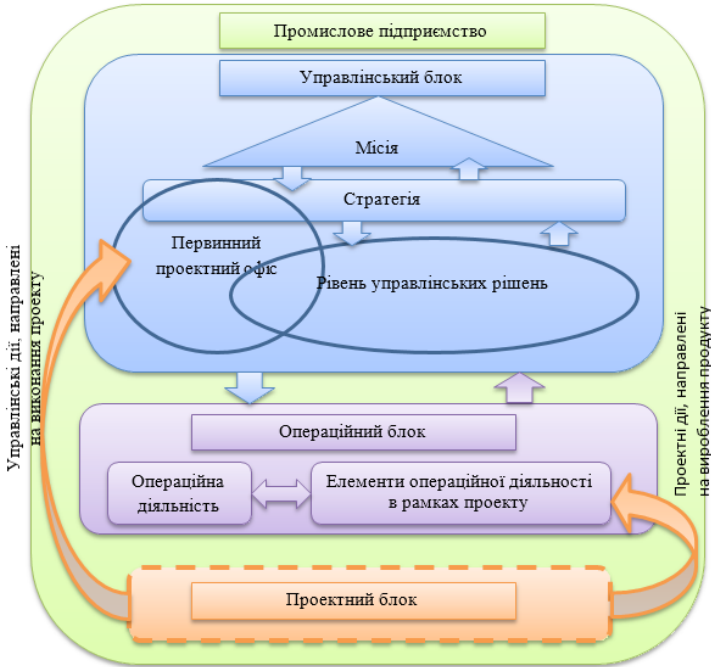 Промислове підприємство
Управлінський блок
Місія
Стратегія
Первинний
проектний офіс
Рівень управлінських рішень
Управлінські дії, направлені
на виконання проекту
Проектні дії, направлені
на вироблення продукту
Операційний блок
Операційна
діяльність
Елементи операційної діяльності
в рамках проекту
Проектний блок